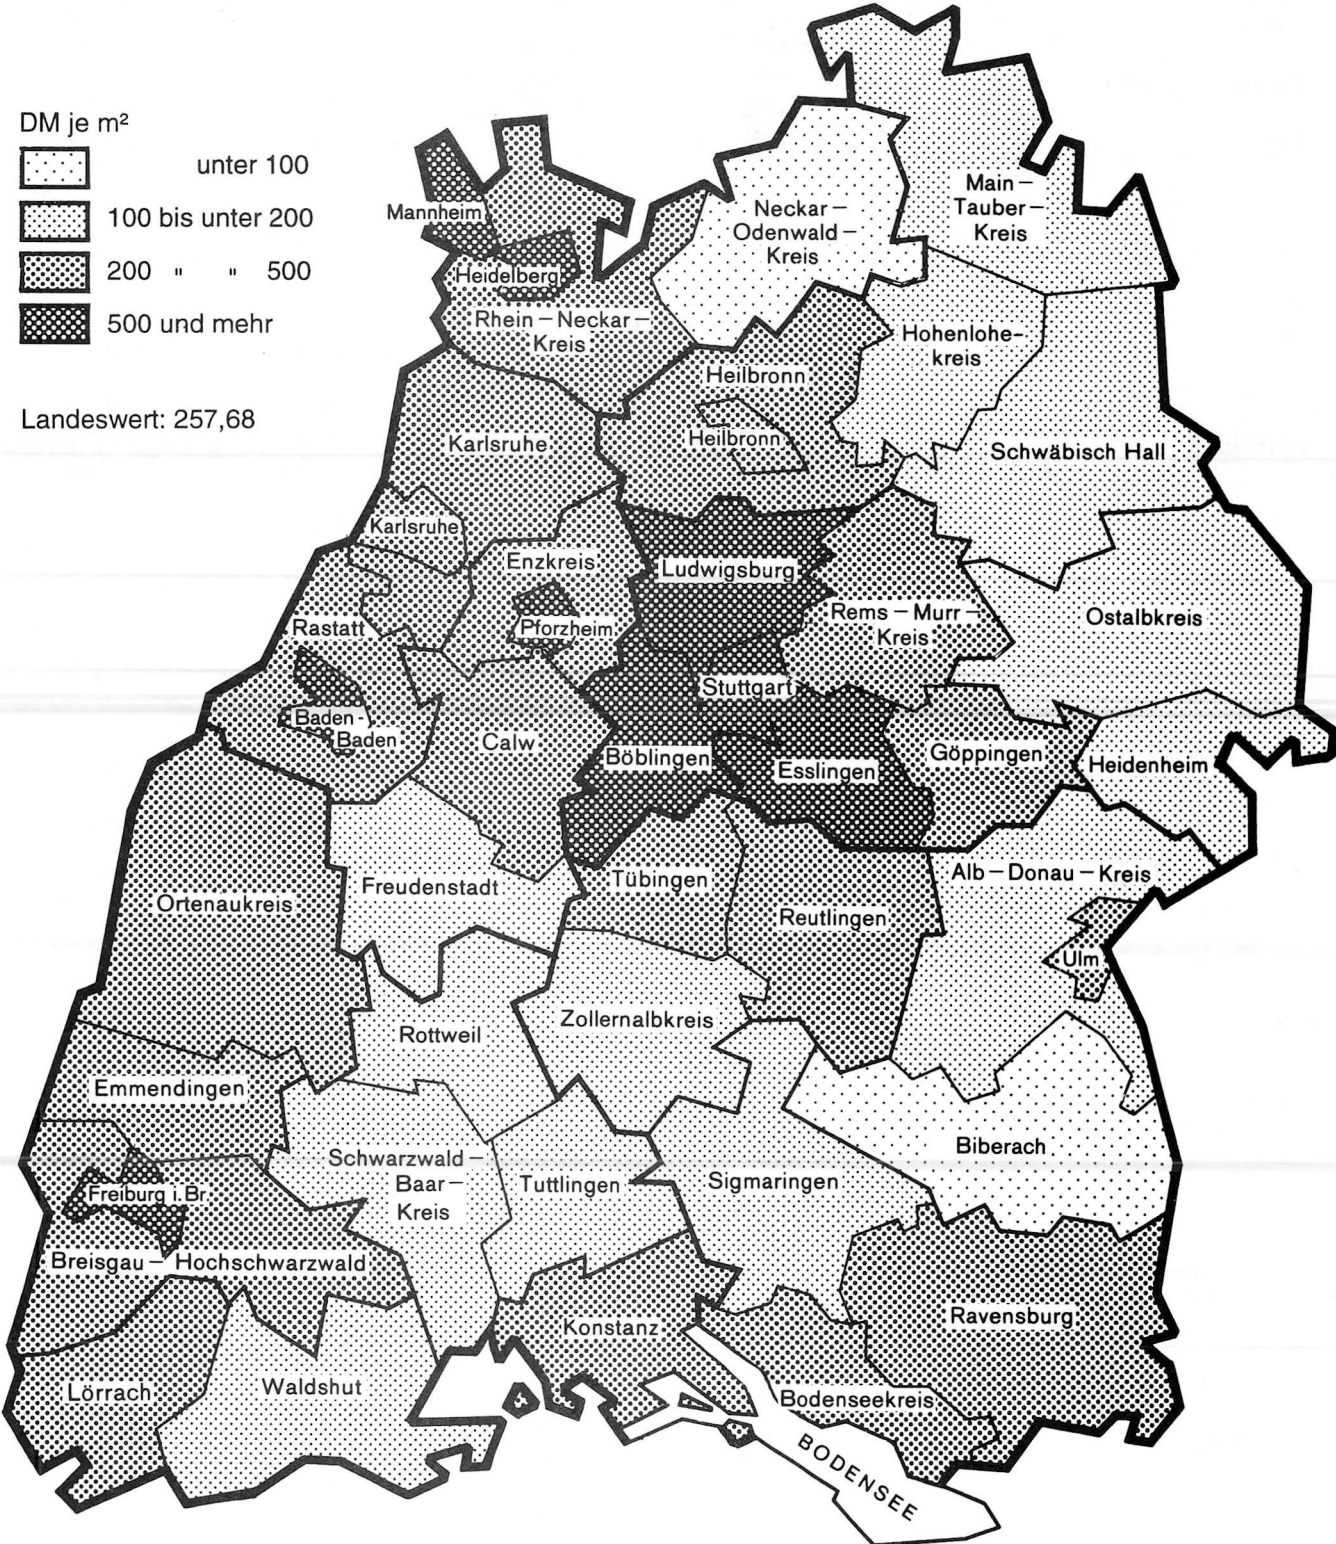 DM je m²
unter 100
100 bis unter 200
200 " " 500
500 und mehr
Landeswert: 257,68
Main–
Tauber–
Kreis
Neckar–
Odenwald–
Kreis
Mannheim
Heidelberg
Rhein–Neckar–
Kreis
Hohenlohe-
kreis
Heilbronn
Heilbronn
Karlsruhe
Schwäbisch Hall
Karlsruhe
Enzkreis
Ludwigsburg
Pforzheim
Rastatt
Rems–Murr–
Kreis
Ostalbkreis
Stuttgart
Baden-
Baden
Calw
Böblingen
Esslingen
Göppingen
Heidenheim
Alb–Donau–Kreis
Freudenstadt
Tübingen
Ortenaukreis
Reutlingen
Ulm
Rottweil
Zollernalbkreis
Emmendingen
Biberach
Schwarzwald–
Baar–
Kreis
Tuttlingen
Sigmaringen
Freiburg i.Br
Breisgau–Hochschwarzwald
Konstanz
Ravensburg
Lörrach
Waldshut
Bodenseekreis
BODENSEE